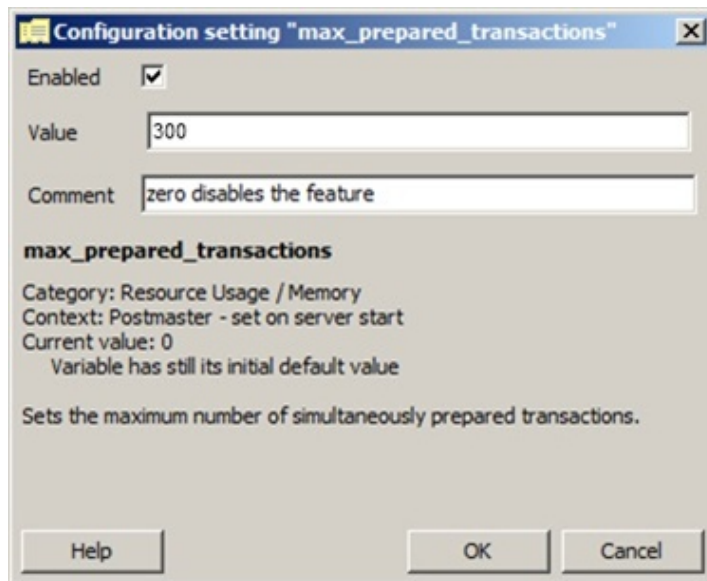 Configuration setting "max_prepared_transactions"
Enabled
Value 300
Comment zero disables the feature
max_prepared_transactions
Category: Resource Usage / Memory
Context: Postmaster - set on server start
Current value: 0
Variable has still its initial default value
Sets the maximum number of simultaneously prepared transactions.
Help OK Cancel